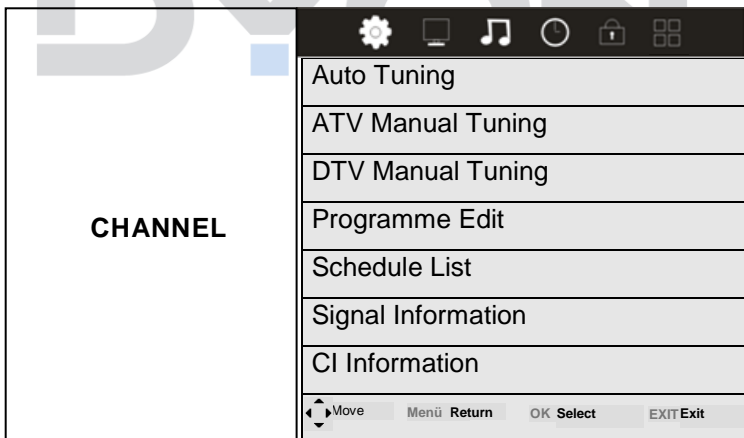 Auto Tuning
ATV Manual Tuning
DTV Manual Tuning
CHANNEL
Programme Edit
Schedule List
Signal Information
CI Information
Move Menü Return OK Select EXIT Exit